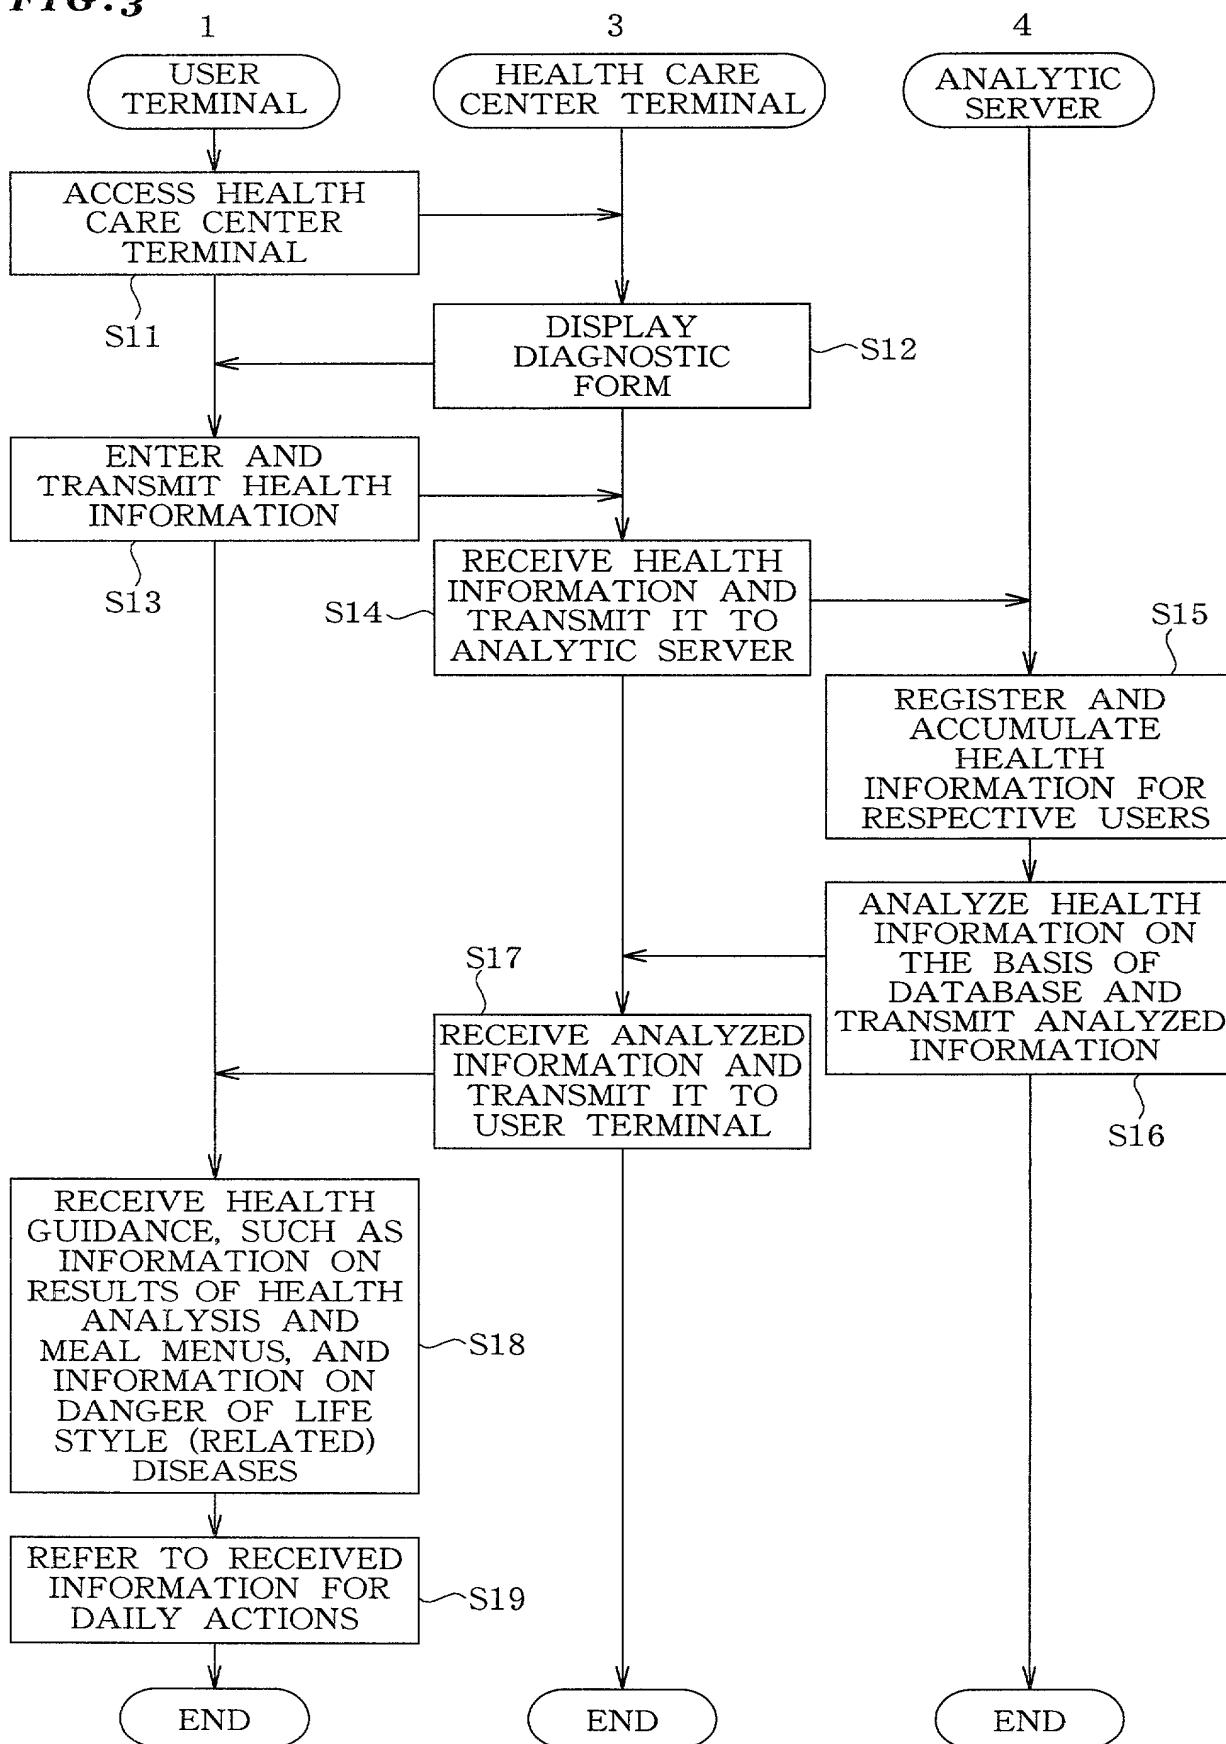 FIG.3
1
3
4
USER
TERMINAL
HEALTH CARE
CENTER TERMINAL
ANALYTIC
SERVER
ACCESS HEALTH
CARE CENTER
TERMINAL
S11
DISPLAY
DIAGNOSTIC
FORM
S12
ENTER AND
TRANSMIT HEALTH
INFORMATION
S13
RECEIVE HEALTH
INFORMATION AND
TRANSMIT IT TO
ANALYTIC SERVER
S14
S15
REGISTER AND
ACCUMULATE
HEALTH
INFORMATION FOR
RESPECTIVE USERS
ANALYZE HEALTH
INFORMATION ON
THE BASIS OF
DATABASE AND
TRANSMIT ANALYZED
INFORMATION
S16
S17
RECEIVE ANALYZED
INFORMATION AND
TRANSMIT IT TO
USER TERMINAL
RECEIVE HEALTH
GUIDANCE, SUCH AS
INFORMATION ON
RESULTS OF HEALTH
ANALYSIS AND
MEAL MENUS, AND
INFORMATION ON
DANGER OF LIFE
STYLE (RELATED)
DISEASES
S18
REFER TO RECEIVED
INFORMATION FOR
DAILY ACTIONS
S19
END
END
END